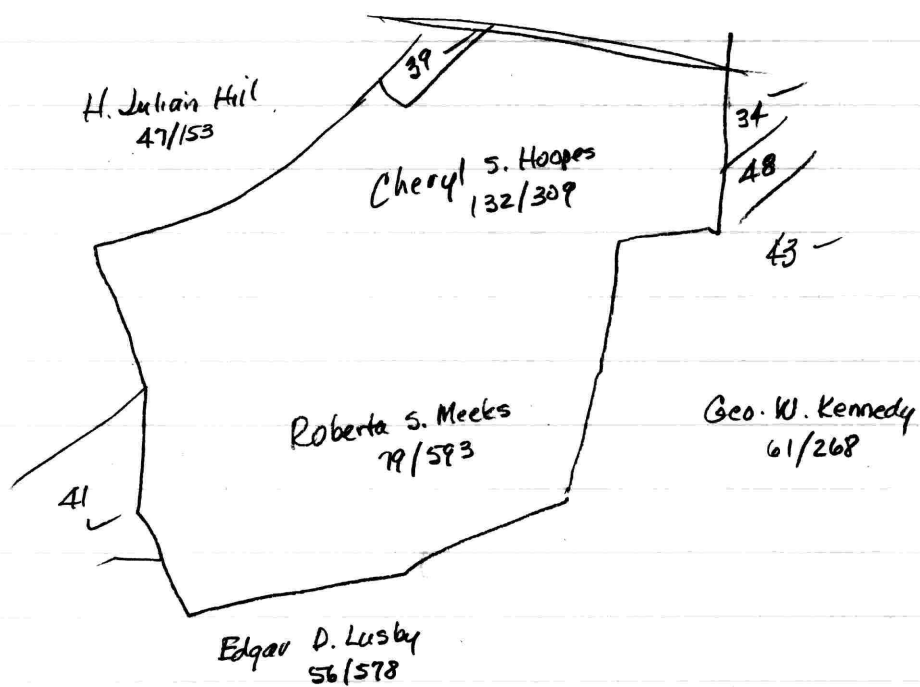 39
H. Julian Hill
47/153
34
Cheryl S. Hoopes
132/309
48
43
Roberta S. Meeks
79/593
Geo. W. Kennedy
61/268
41
Edgar D. Lusby
56/578